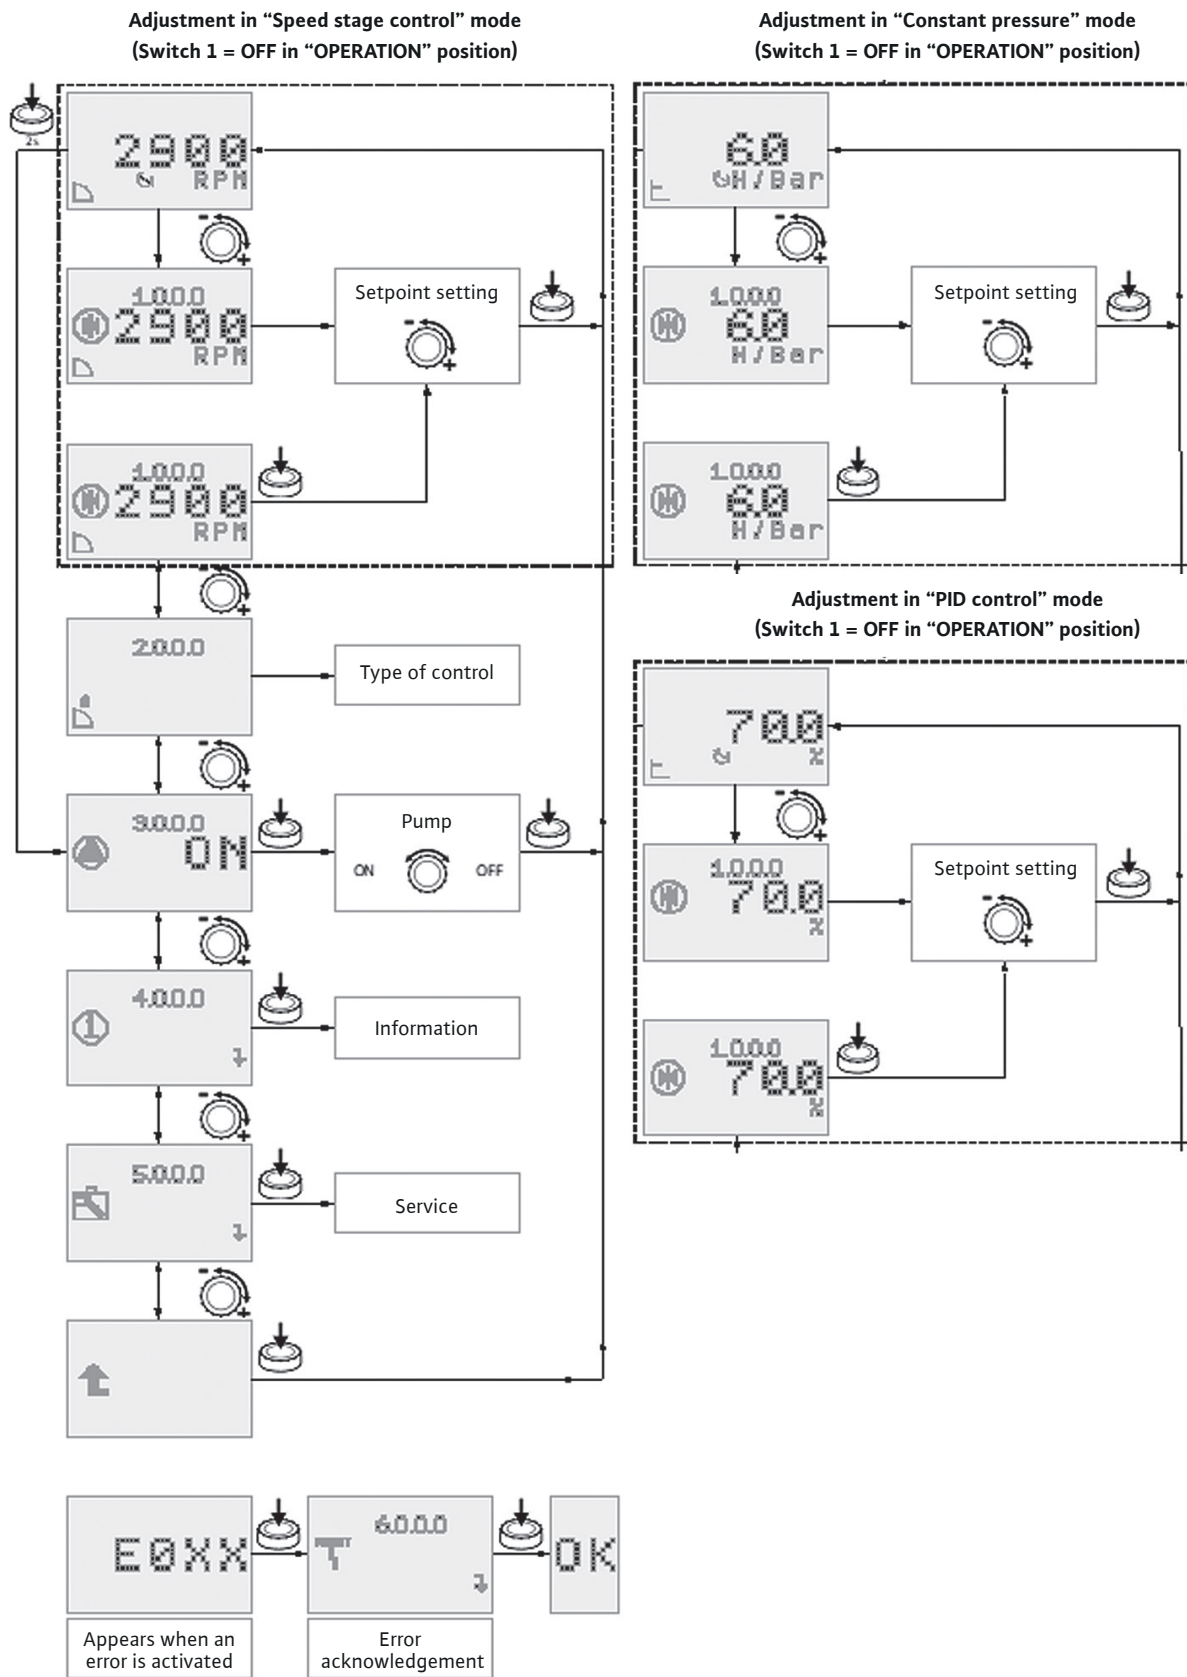 Adjustment in “Speed stage control” mode
(Switch 1 = OFF in “OPERATION” position)
2s
2900
RPM
1.0.0.0
2900
RPM
Setpoint setting
-
+
1.0.0.0
2900
RPM
-
+
2.0.0.0
Type of control
-
+
3.0.0.0
ON
Pump
ON
OFF
-
+
4.0.0.0
1
Information
-
+
5.0.0.0
Service
-
+
E0XX
6.0.0.0
OK
Appears when an
error is activated
Error
acknowledgement
Adjustment in “Constant pressure” mode
(Switch 1 = OFF in “OPERATION” position)
6.0
H/Bar
-
+
1.0.0.0
6.0
H/Bar
Setpoint setting
-
+
1.0.0.0
6.0
H/Bar
Adjustment in “PID control” mode
(Switch 1 = OFF in “OPERATION” position)
70.0
%
-
+
1.0.0.0
70.0
%
Setpoint setting
-
+
1.0.0.0
70.0
%